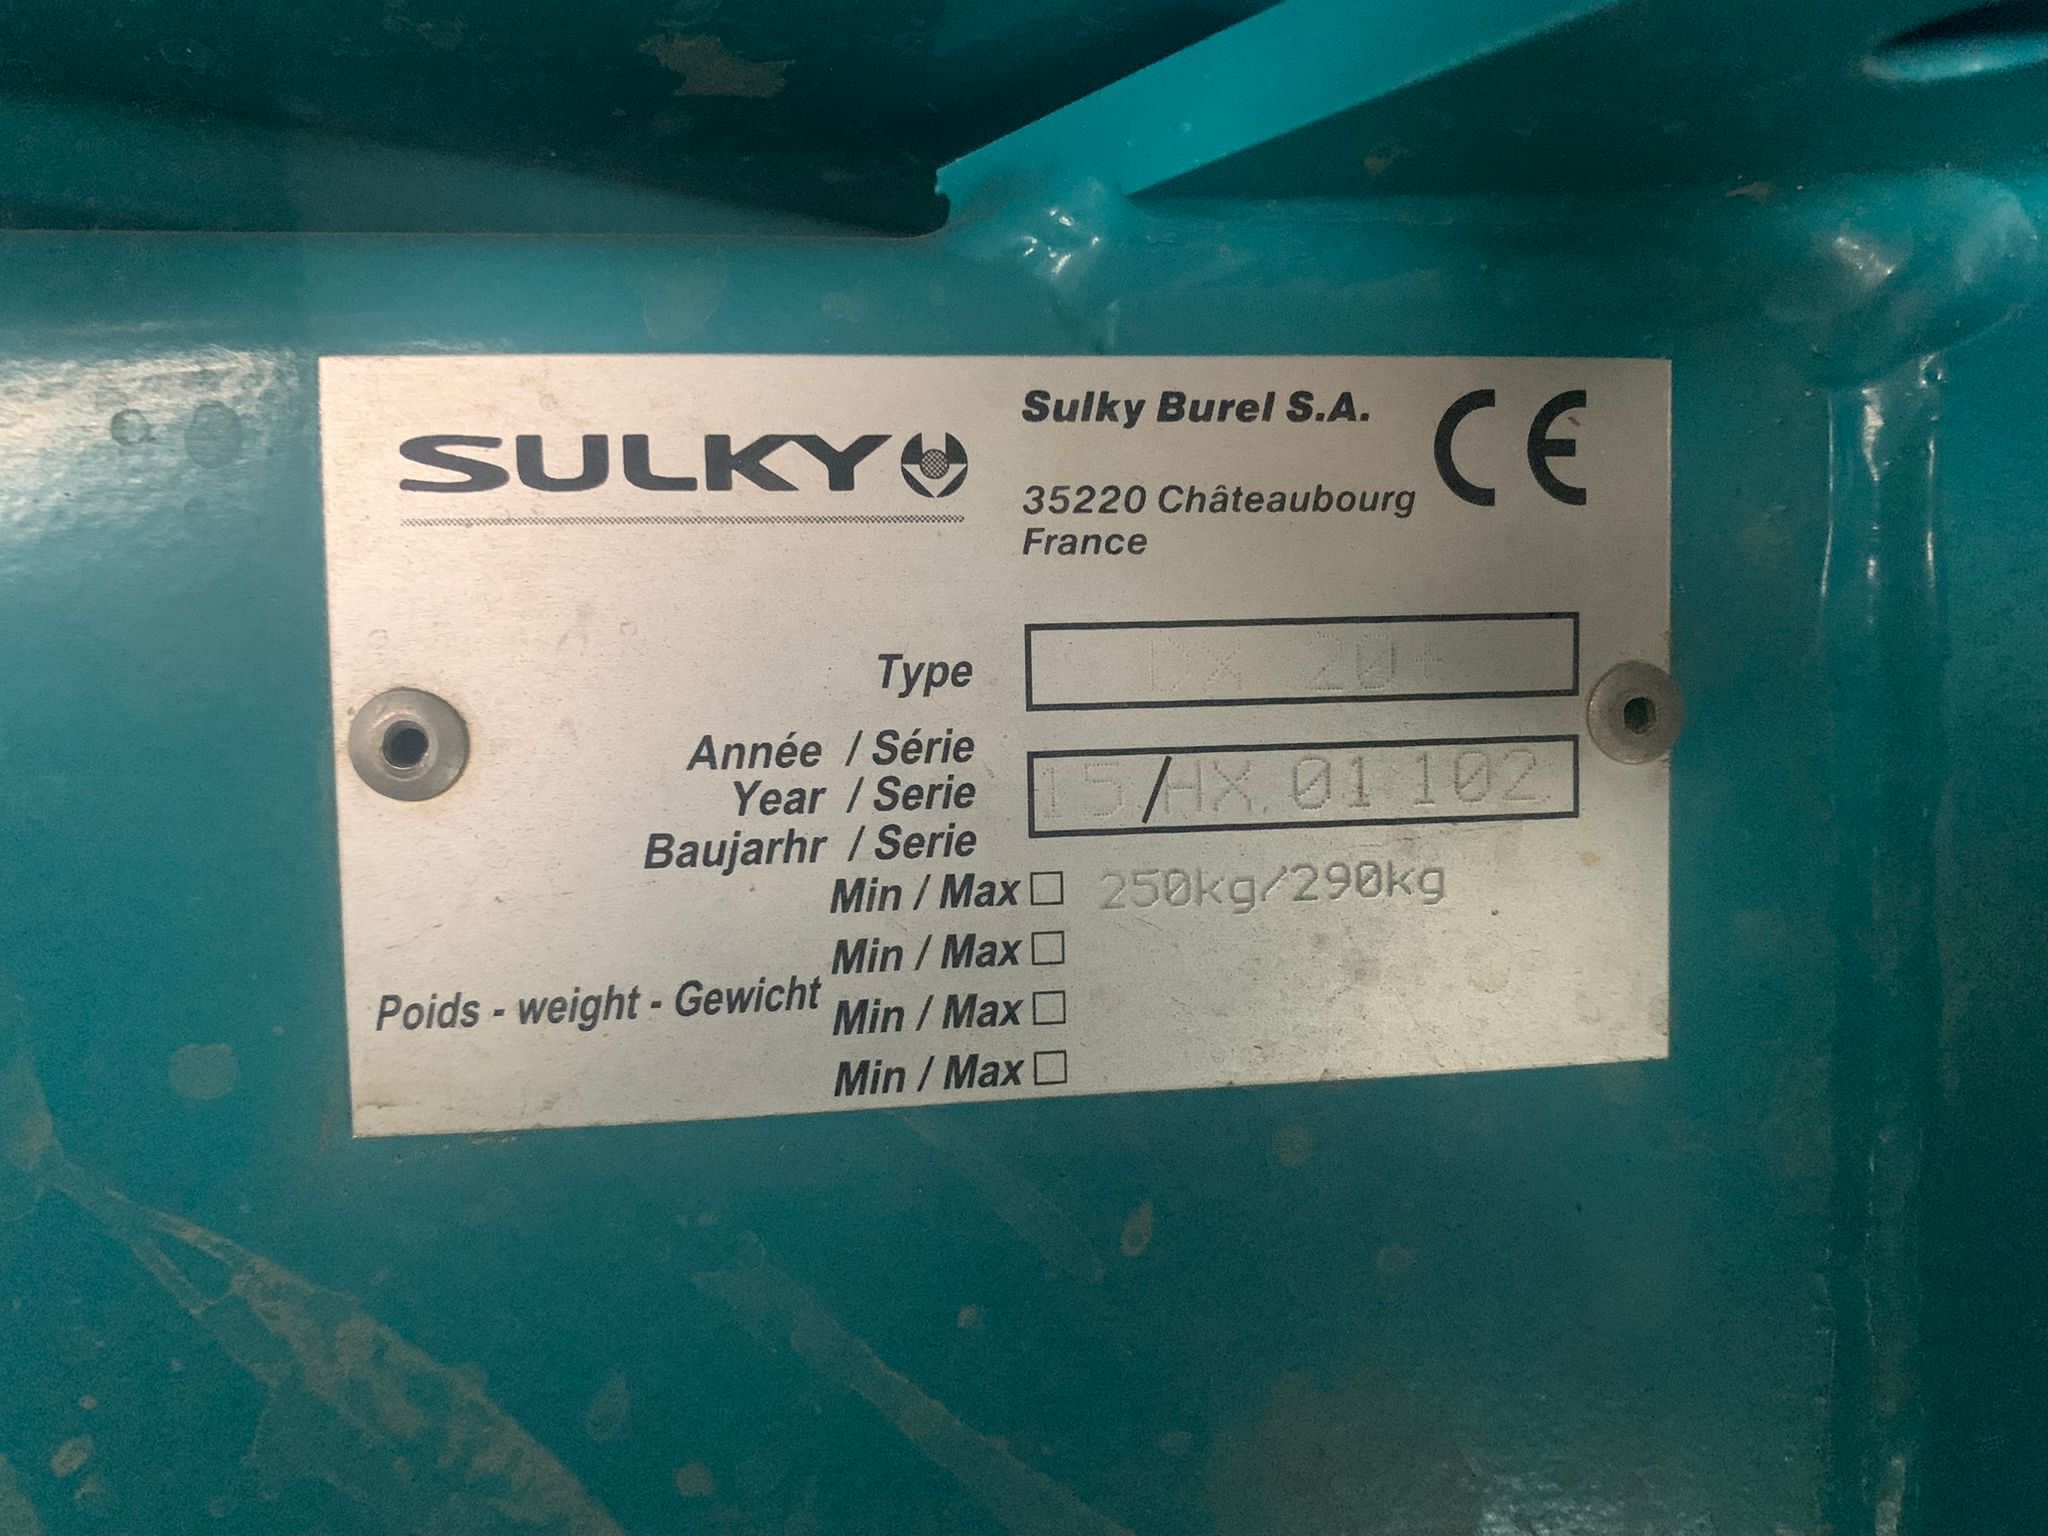 SULKY
Sulky Burel S.A.
CE
35220 Châteaubourg
France
Type DX 20+
Année / Série
Year / Serie 15/HX 01 102
Baujarhr / Serie
Min / Max 250kg/290kg
Min / Max
Poids - weight - Gewicht
Min / Max
Min / Max